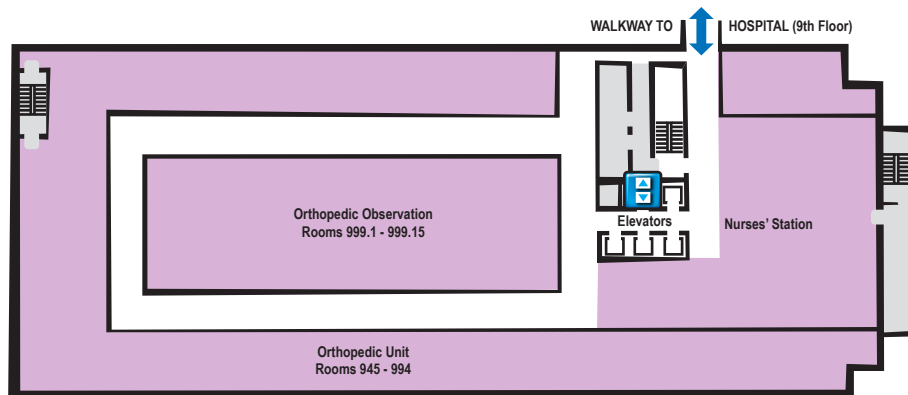 WALKWAY TO HOSPITAL (9th Floor)
Orthopedic Observation
Rooms 999.1 - 999.15
Elevators
Nurses' Station
Orthopedic Unit
Rooms 945 - 994